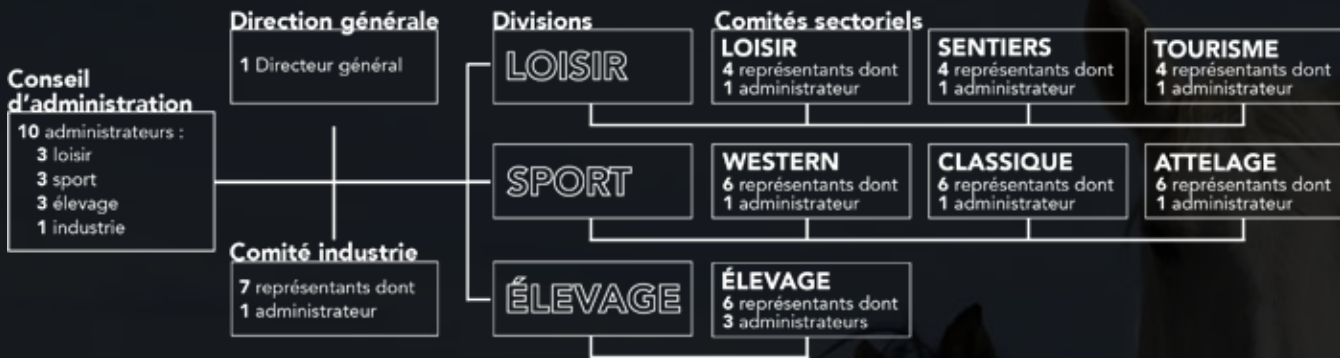 Conseil
d'administration
10 administrateurs :
3 loisir
3 sport
3 élevage
1 industrie
Direction générale
1 Directeur général
Comité industrie
7 représentants dont
1 administrateur
Divisions
LOISIR
SPORT
ÉLEVAGE
Comités sectoriels
LOISIR
4 représentants dont
1 administrateur
SENTIERS
4 représentants dont
1 administrateur
TOURISME
4 représentants dont
1 administrateur
WESTERN
6 représentants dont
1 administrateur
CLASSIQUE
6 représentants dont
1 administrateur
ATTELAGE
6 représentants dont
1 administrateur
ÉLEVAGE
6 représentants dont
3 administrateurs